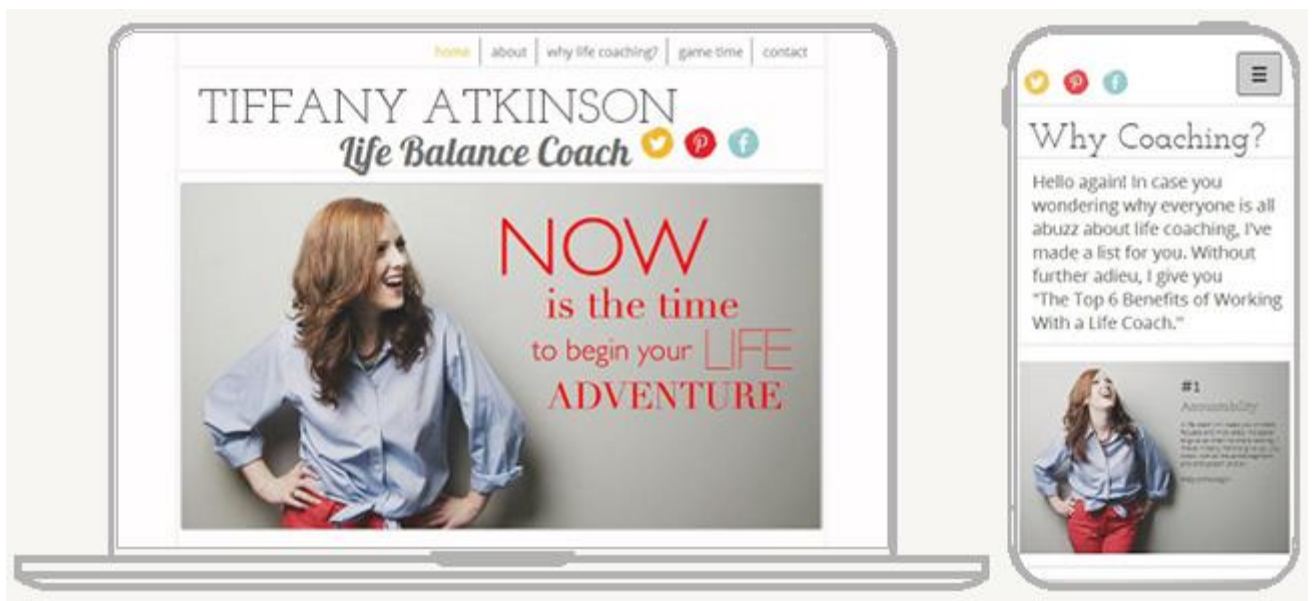 home about why life coaching? game time contact
TIFFANY ATKINSON
Life Balance Coach
NOW
is the time
to begin your LIFE
ADVENTURE
Why Coaching?
Hello again! In case you
wondering why everyone is all
abuzz about life coaching, I've
made a list for you. Without
further adieu, I give you
"The Top 6 Benefits of Working
With a Life Coach."
#1
Accountability